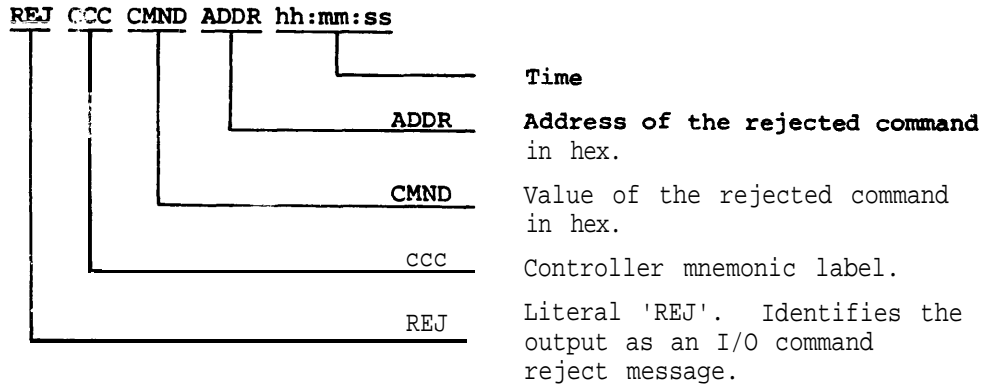 REJ CCC CMND ADDR hh:mm:ss
Time
ADDR Address of the rejected command
in hex.
CMND Value of the rejected command
in hex.
CCC Controller mnemonic label.
REJ Literal 'REJ'. Identifies the
output as an I/O command
reject message.